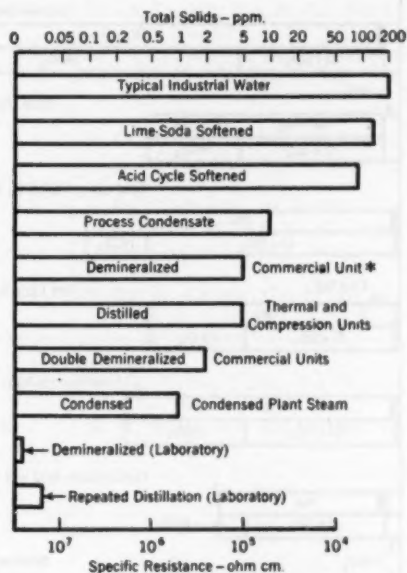 Total Solids – ppm.
0 0.05 0.1 0.2 0.5 1 2 5 10 20 50 100 200
Typical Industrial Water
Lime-Soda Softened
Acid Cycle Softened
Process Condensate
Demineralized Commercial Unit *
Distilled Thermal and
Compression Units
Double Demineralized Commercial Units
Condensed Condensed Plant Steam
Demineralized (Laboratory)
Repeated Distillation (Laboratory)
10⁷ 10⁶ 10⁵ 10⁴
Specific Resistance – ohm cm.